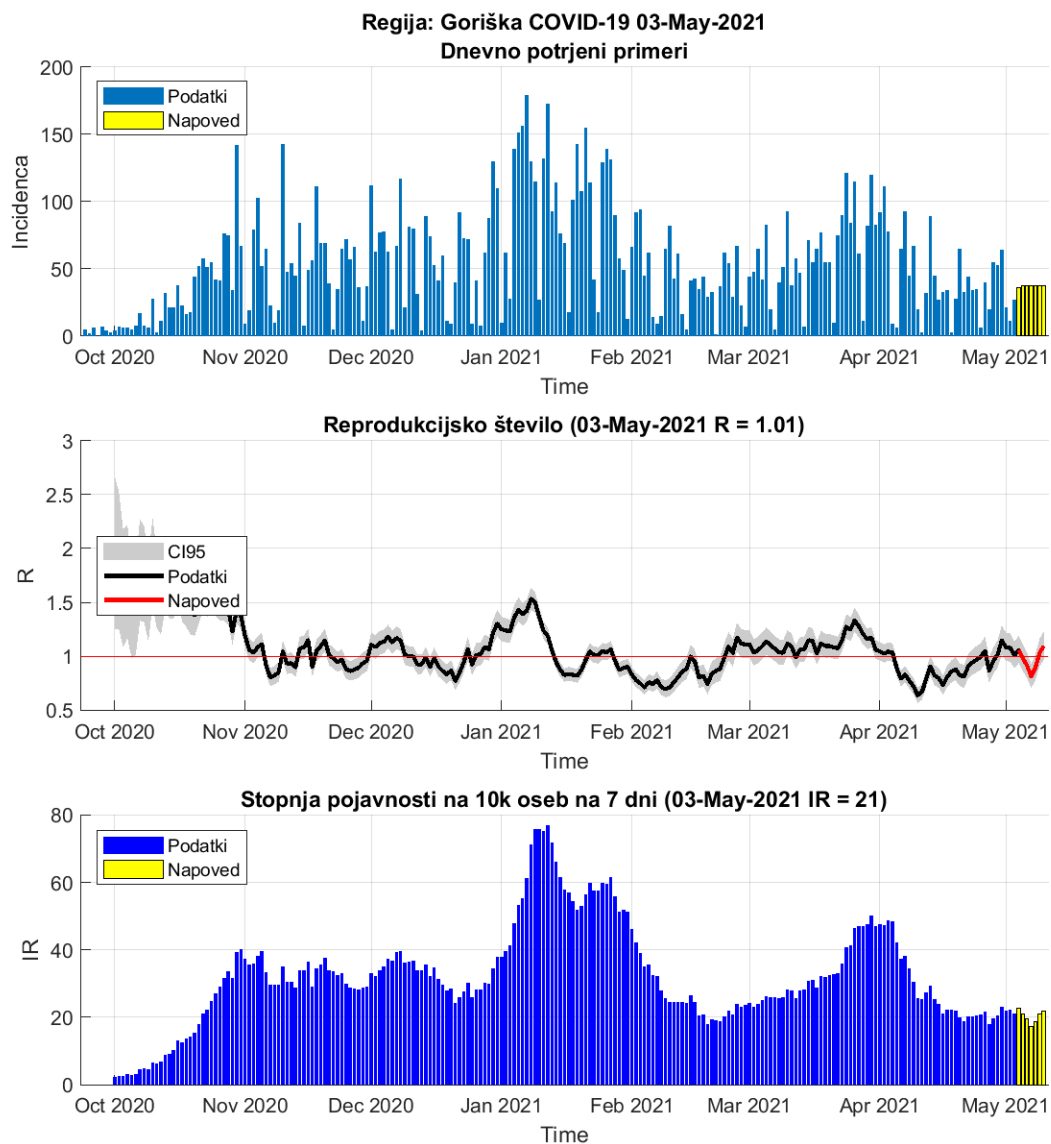 Regija: Goriška COVID-19 03-May-2021
Dnevno potrjeni primeri
200
150
100
50
0
Incidenca
Podatki
Napoved
Oct 2020 Nov 2020 Dec 2020 Jan 2021 Feb 2021 Mar 2021 Apr 2021 May 2021
Time
Reprodukcijsko število (03-May-2021 R = 1.01)
3
2.5
2
1.5
1
0.5
R
CI95
Podatki
Napoved
Oct 2020 Nov 2020 Dec 2020 Jan 2021 Feb 2021 Mar 2021 Apr 2021 May 2021
Time
Stopnja pojavnosti na 10k oseb na 7 dni (03-May-2021 IR = 21)
80
60
40
20
0
IR
Podatki
Napoved
Oct 2020 Nov 2020 Dec 2020 Jan 2021 Feb 2021 Mar 2021 Apr 2021 May 2021
Time